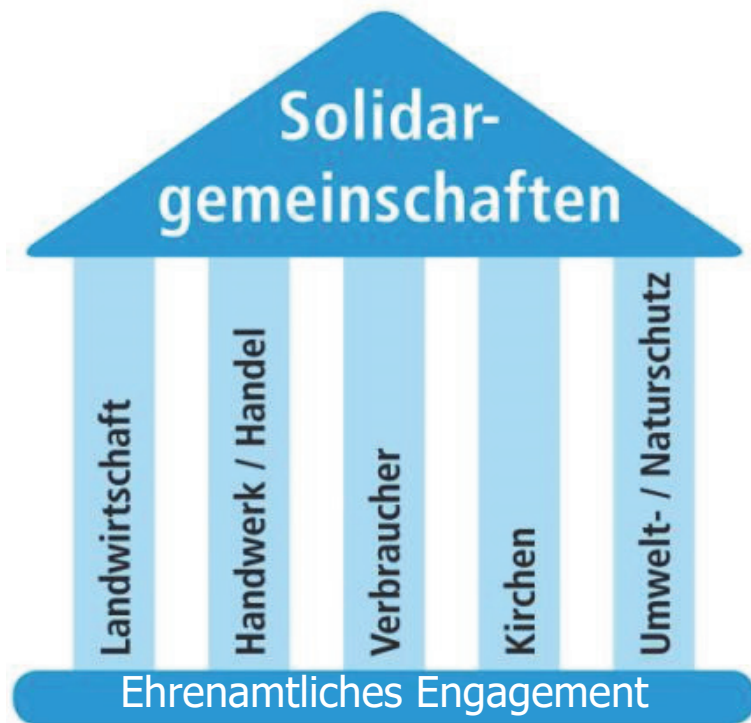 Solidar-
gemeinschaften
Landwirtschaft
Handwerk / Handel
Verbraucher
Kirchen
Umwelt- / Naturschutz
Ehrenamtliches Engagement